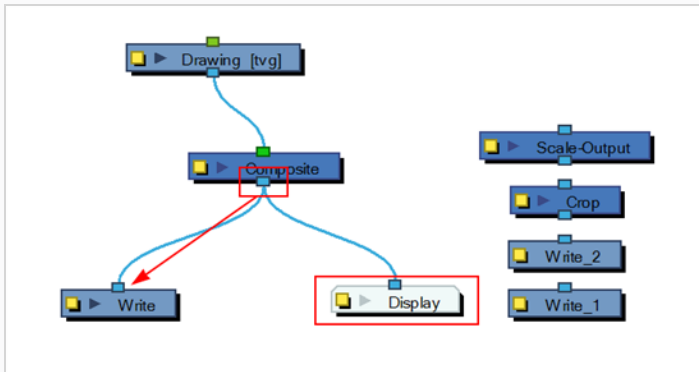 Drawing [tvg]
Composite
Write
Display
Scale-Output
Crop
Write_2
Write_1